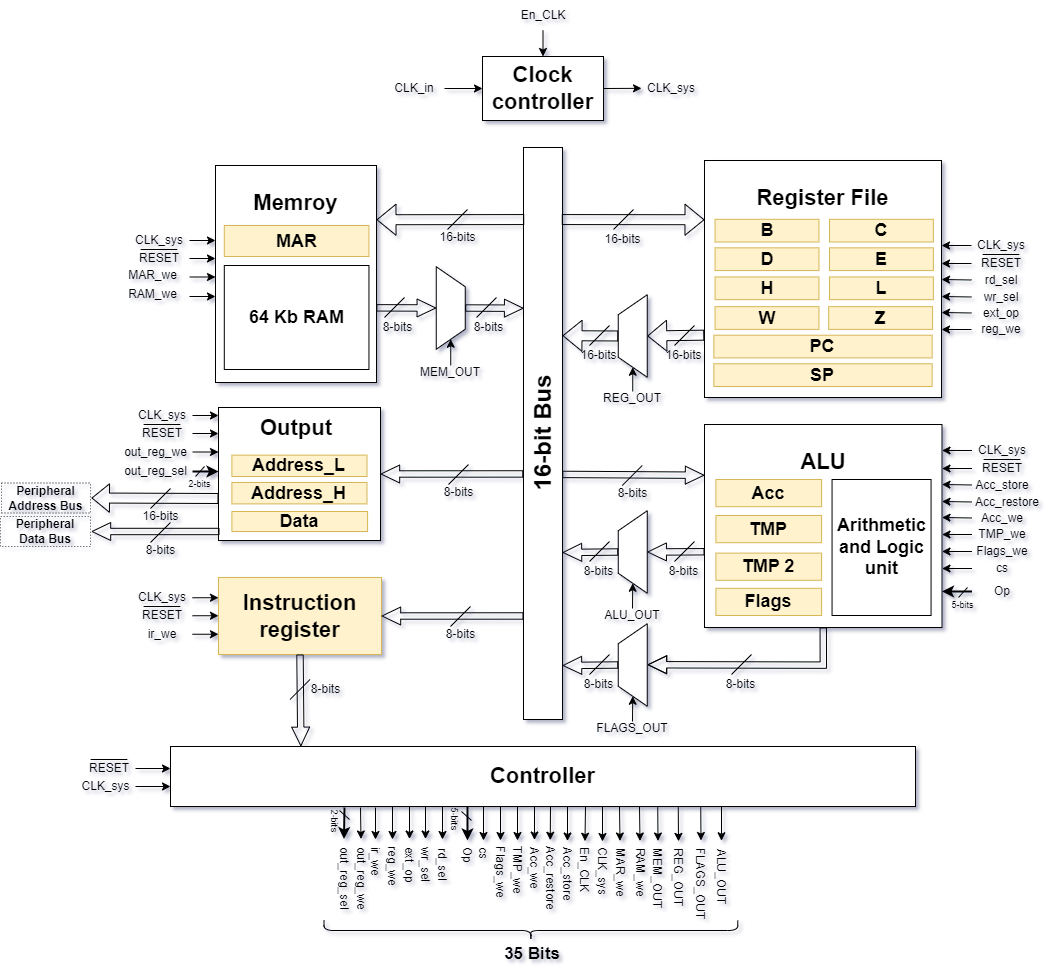 En_CLK
CLK_in
Clock
controller
CLK_sys
Memroy
MAR
64 Kb RAM
CLK_sys
RESET
MAR_we
RAM_we
16-bits
8-bits
8-bits
MEM_OUT
16-bit Bus
16-bits
Register File
B
C
D
E
H
L
W
Z
PC
SP
CLK_sys
RESET
rd_sel
wr_sel
ext_op
reg_we
16-bits
16-bits
REG_OUT
Output
Address_L
Address_H
Data
CLK_sys
RESET
out_reg_we
out_reg_sel
2-bits
Peripheral
Address Bus
16-bits
Peripheral
Data Bus
8-bits
8-bits
8-bits
ALU
Acc
TMP
TMP 2
Flags
Arithmetic
and Logic
unit
CLK_sys
RESET
Acc_store
Acc_restore
Acc_we
TMP_we
Flags_we
cs
Op
5-bits
8-bits
8-bits
ALU_OUT
Instruction
register
CLK_sys
RESET
ir_we
8-bits
8-bits
8-bits
8-bits
FLAGS_OUT
RESET
CLK_sys
Controller
2-bits
5-bits
out_reg_sel
out_reg_we
ir_we
reg_we
ext_op
wr_sel
rd_sel
Op
cs
Flags_we
TMP_we
Acc_we
Acc_restore
Acc_store
En_CLK
CLK_sys
MAR_we
RAM_we
MEM_OUT
REG_OUT
FLAGS_OUT
ALU_OUT
35 Bits